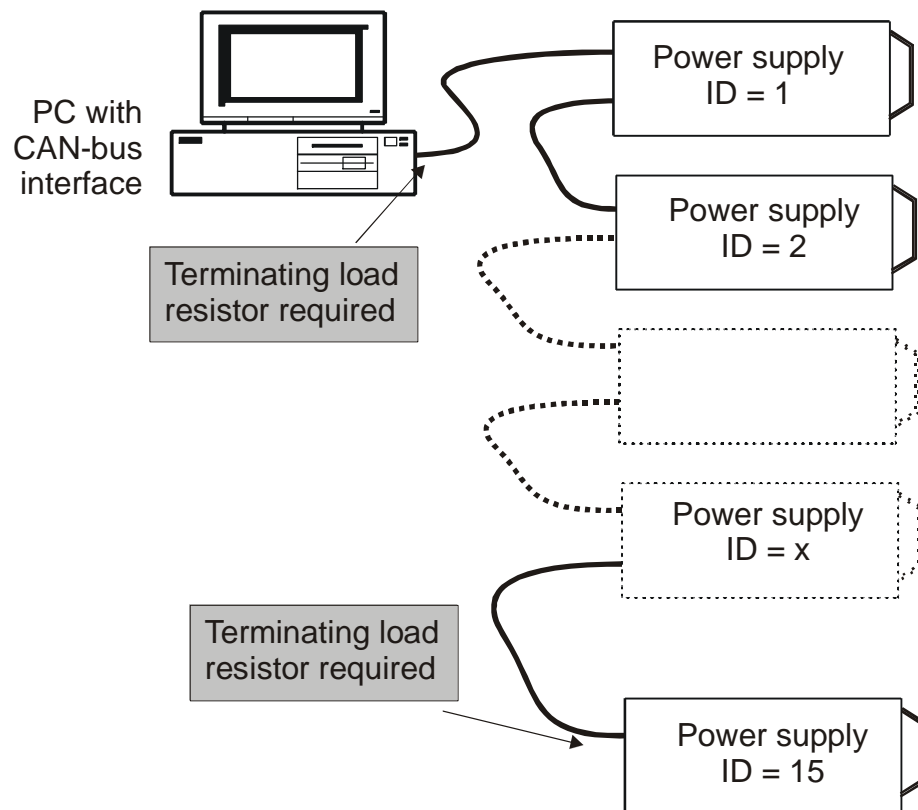 PC with
CAN-bus
interface
Power supply
ID = 1
Power supply
ID = 2
Terminating load
resistor required
Power supply
ID = x
Terminating load
resistor required
Power supply
ID = 15